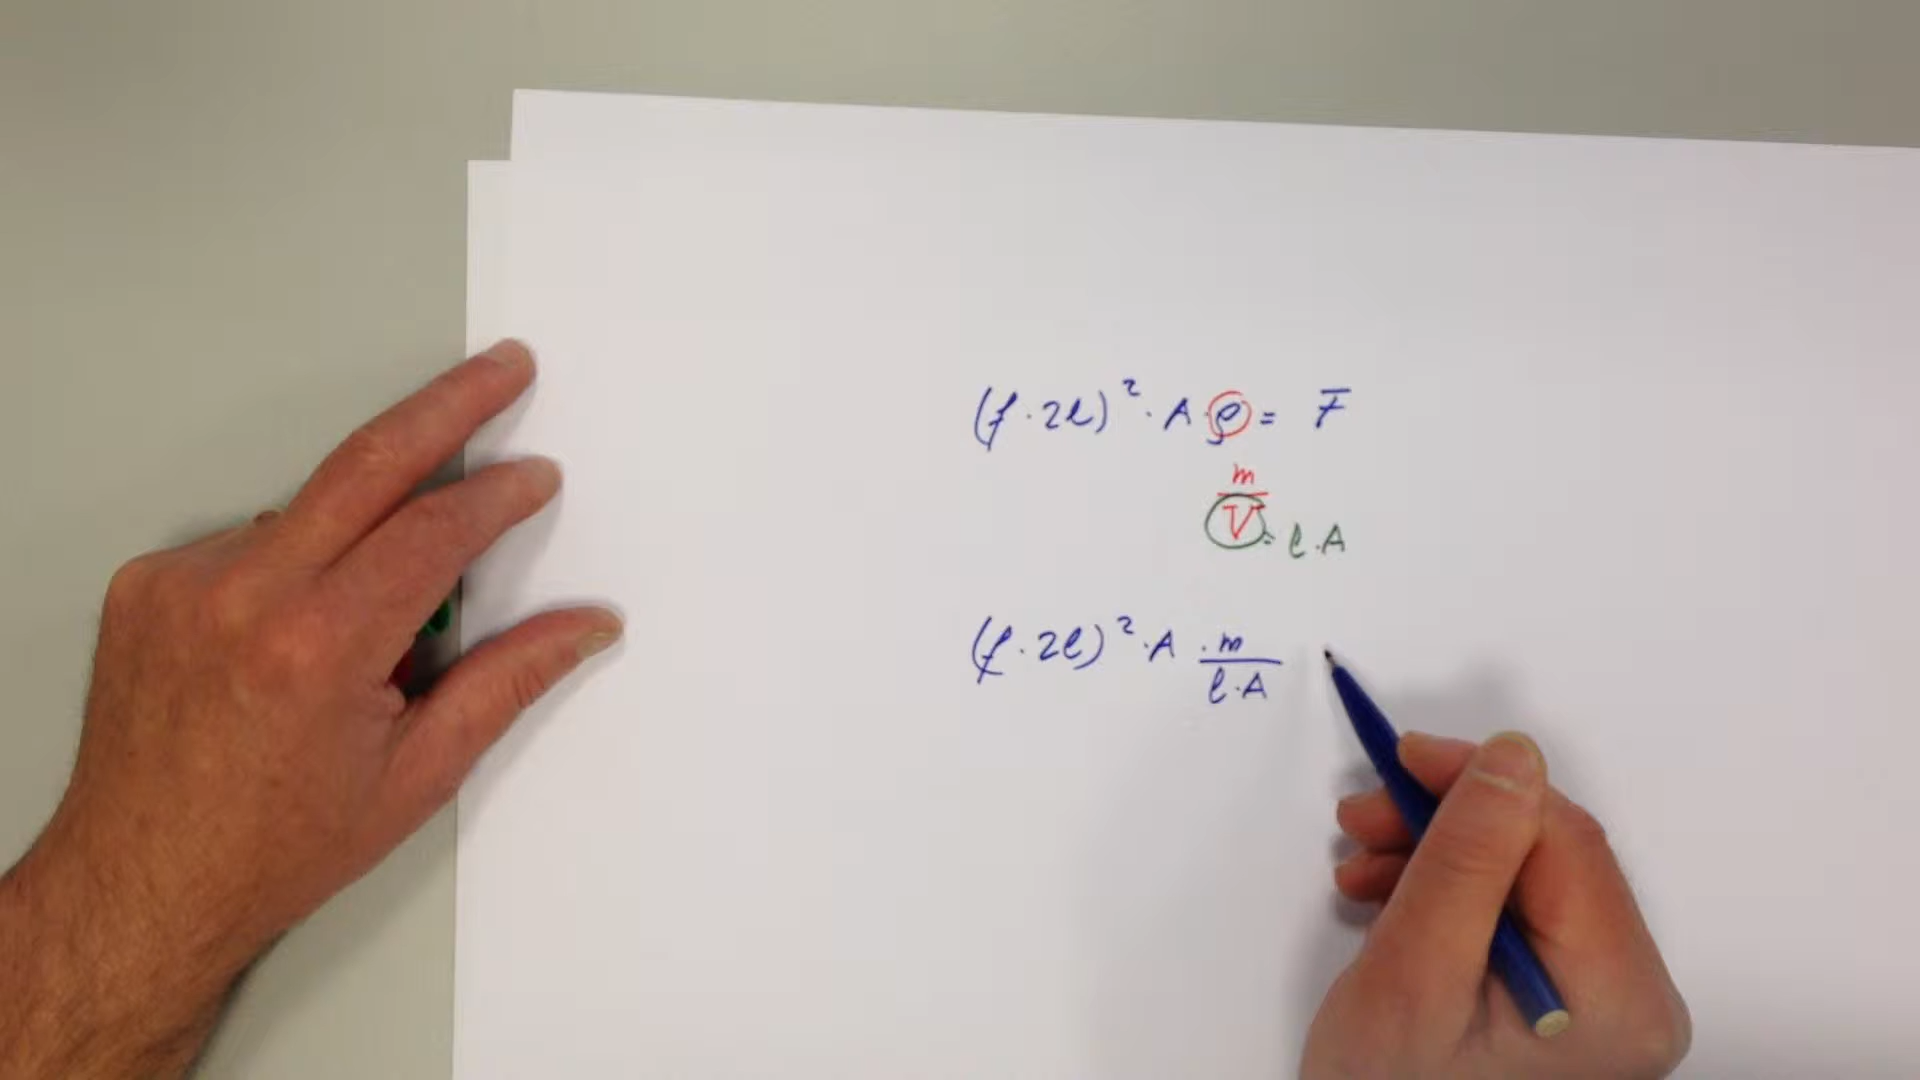 (f · 2l)² · A · ρ = F
m
V = l · A
(f · 2l)² · A · m
l · A